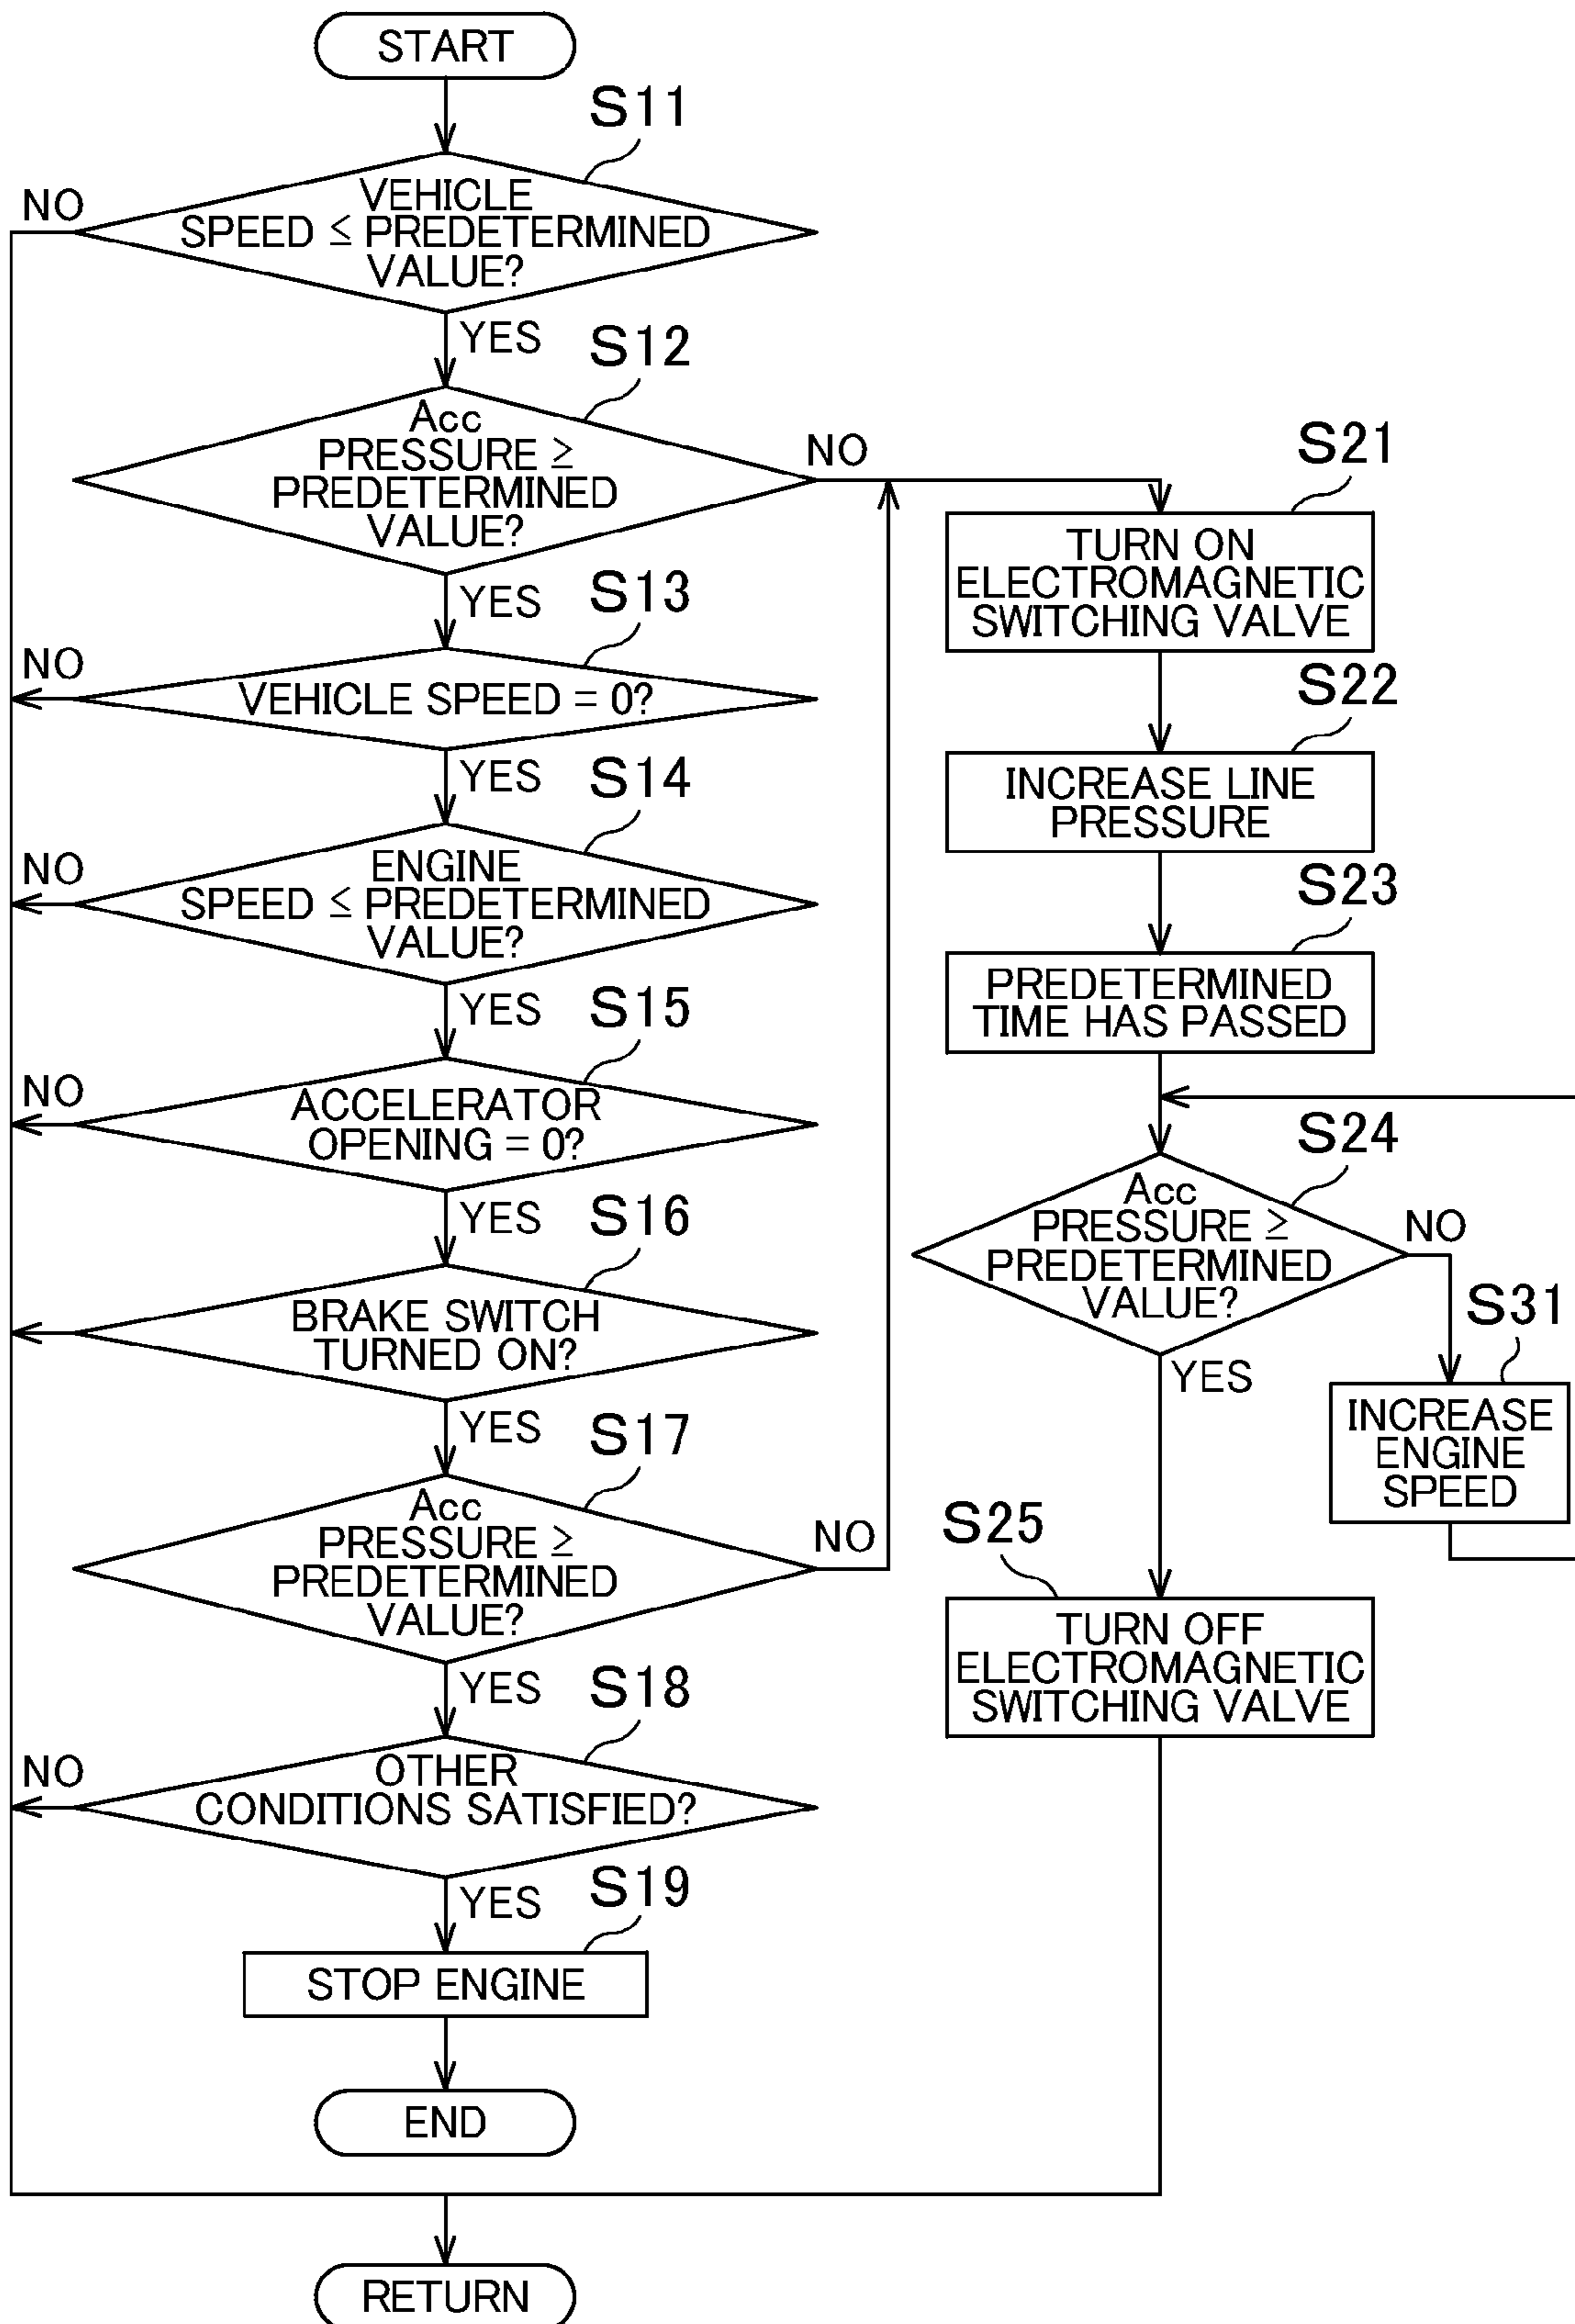 START
S11
VEHICLE
SPEED ≤ PREDETERMINED
VALUE?
NO
YES
S12
Acc
PRESSURE ≥
PREDETERMINED
VALUE?
NO
YES
S13
VEHICLE SPEED = 0?
NO
YES
S14
ENGINE
SPEED ≤ PREDETERMINED
VALUE?
NO
YES
S15
ACCELERATOR
OPENING = 0?
NO
YES
S16
BRAKE SWITCH
TURNED ON?
YES
S17
Acc
PRESSURE ≥
PREDETERMINED
VALUE?
NO
YES
S18
OTHER
CONDITIONS SATISFIED?
NO
YES
S19
STOP ENGINE
END
S21
TURN ON
ELECTROMAGNETIC
SWITCHING VALVE
S22
INCREASE LINE
PRESSURE
S23
PREDETERMINED
TIME HAS PASSED
S24
Acc
PRESSURE ≥
PREDETERMINED
VALUE?
NO
YES
S31
INCREASE
ENGINE
SPEED
S25
TURN OFF
ELECTROMAGNETIC
SWITCHING VALVE
RETURN